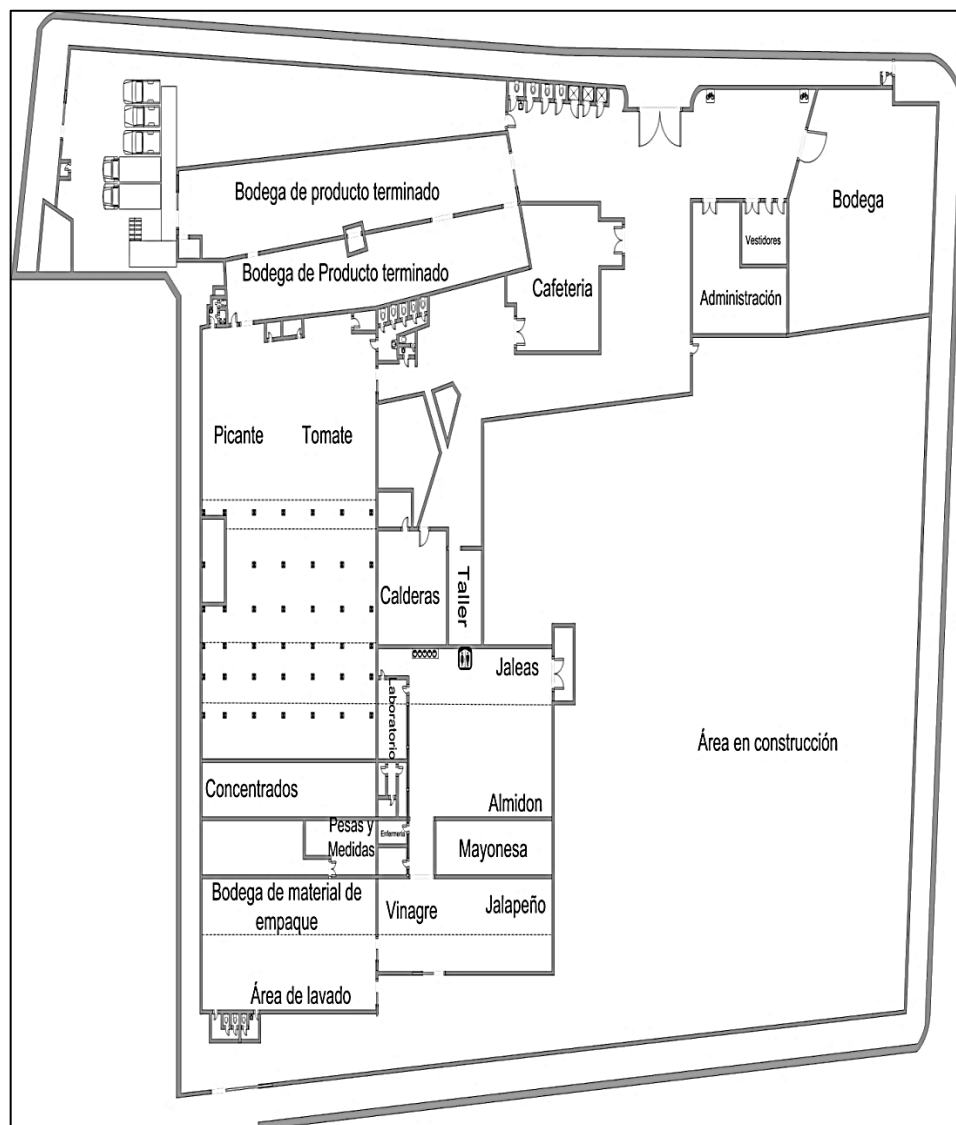 Bodega de producto terminado
Bodega
Vestidores
Bodega de Producto terminado
Cafeteria
Administración
Picante
Tomate
Calderas
Taller
Jaleas
Laboratorio
Área en construcción
Concentrados
Almidon
Pesas y
Medidas
Enfermeria
Mayonesa
Bodega de material de
empaque
Vinagre
Jalapeño
Área de lavado